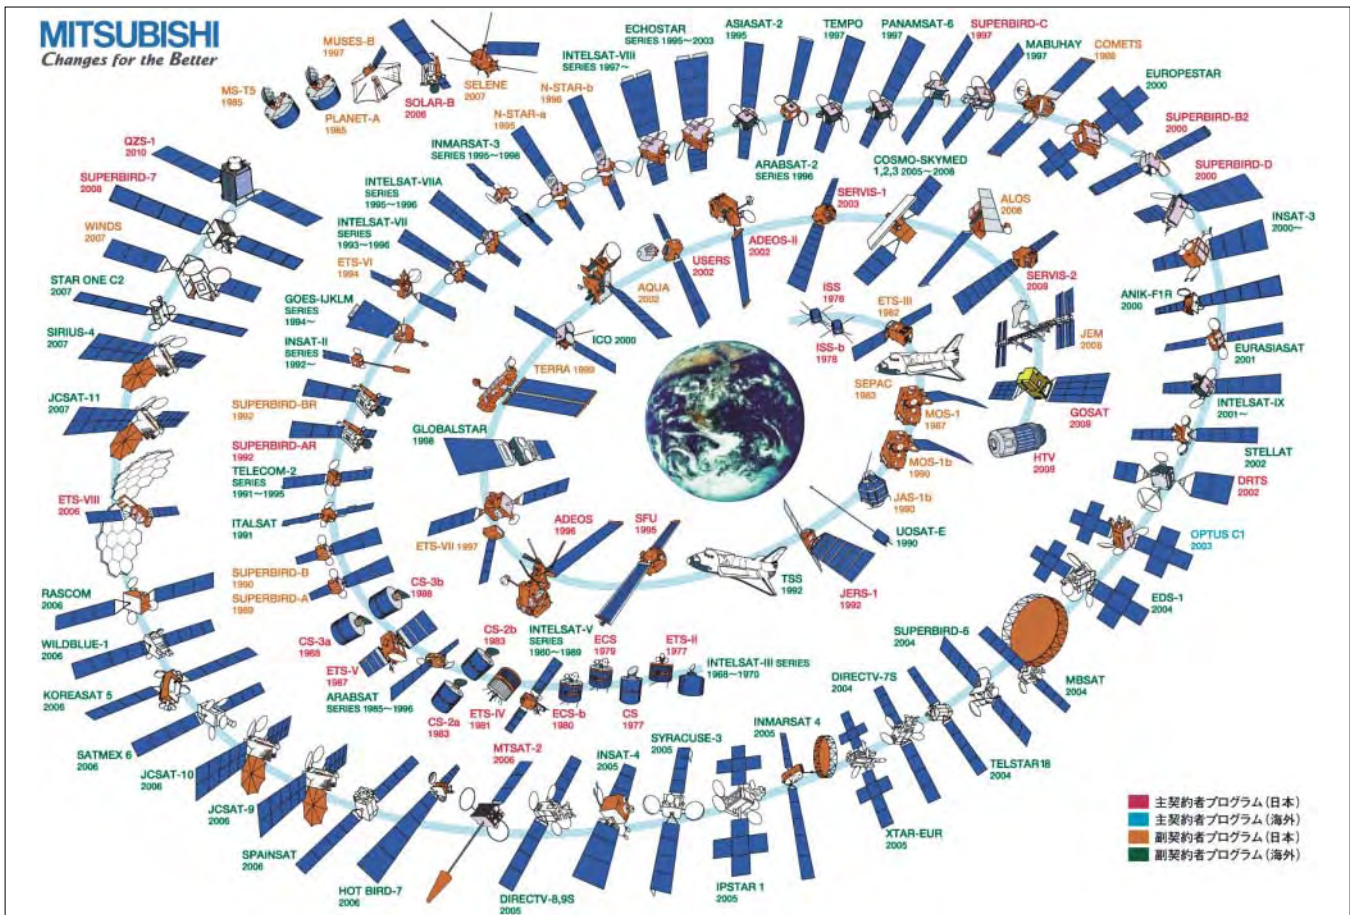 MITSUBISHI
Changes for the Better
MS-T5
1985
PLANET-A
1985
MUSES-B
1997
SOLAR-B
2006
SELENE
2007
QZS-1
2010
SUPERBIRD-7
2008
WINDS
2007
STAR ONE C2
2007
SIRIUS-4
2007
JCSAT-11
2007
ETS-VIII
2006
RASCOM
2006
WILDBLUE-1
2006
KOREASAT 5
2006
SATMEX 6
2006
JCSAT-10
2006
JCSAT-9
2006
SPAINSAT
2006
HOT BIRD-7
2006
MTSAT-2
2006
DIRECTV-8,9S
2005
INSAT-4
2005
SYRACUSE-3
2005
IPSTAR 1
2005
INMARSAT 4
2005
XTAR-EUR
2005
DIRECTV-7S
2004
TELSTAR18
2004
SUPERBIRD-6
2004
MBSAT
2004
EDS-1
2004
OPTUS C1
2003
DRTS
2002
STELLAT
2002
INTELSAT-IX
2001~
EURASIASAT
2001
ANIK-F1R
2000
INSAT-3
2000~
SUPERBIRD-D
2000
SUPERBIRD-B2
2000
EUROPESTAR
2000
COMETS
1998
MABUHAY
1997
SUPERBIRD-C
1997
PANAMSAT-6
1997
TEMPO
1997
ASIASAT-2
1995
ECHOSTAR
SERIES 1995~2003
INTELSAT-VIII
SERIES 1997~
ARABSAT-2
SERIES 1996
N-STAR-b
1996
N-STAR-a
1995
INMARSAT-3
SERIES 1995~1998
INTELSAT-VIIA
SERIES
1995~1996
INTELSAT-VII
SERIES
1993~1996
ETS-VI
1994
GOES-IJKLM
SERIES
1994~
INSAT-II
SERIES
1992~
SUPERBIRD-BR
1992
SUPERBIRD-AR
1992
TELECOM-2
SERIES
1991~1995
ITALSAT
1991
SUPERBIRD-B
1990
SUPERBIRD-A
1989
CS-3b
1988
CS-3a
1988
ETS-V
1987
ARABSAT
SERIES 1985~1996
CS-2b
1983
CS-2a
1983
ETS-IV
1981
INTELSAT-V
SERIES
1980~1989
ECS-b
1980
ECS
1979
CS
1977
ETS-II
1977
INTELSAT-III SERIES
1968~1970
COSMO-SKYMED
1,2,3 2005~2008
ALOS
2006
SERVIS-1
2003
SERVIS-2
2009
ADEOS-II
2002
USERS
2002
AQUA
2002
ICO 2000
TERRA 1999
GLOBALSTAR
1998
ETS-VII 1997
ADEOS
1996
SFU
1995
TSS
1992
JERS-1
1992
UOSAT-E
1990
JAS-1b
1990
MOS-1b
1990
MOS-1
1987
SEPAC
1983
ETS-III
1982
ISS
1976
ISS-b
1978
JEM
2008
GOSAT
2009
HTV
2009
主契約者プログラム(日本)
主契約者プログラム(海外)
副契約者プログラム(日本)
副契約者プログラム(海外)